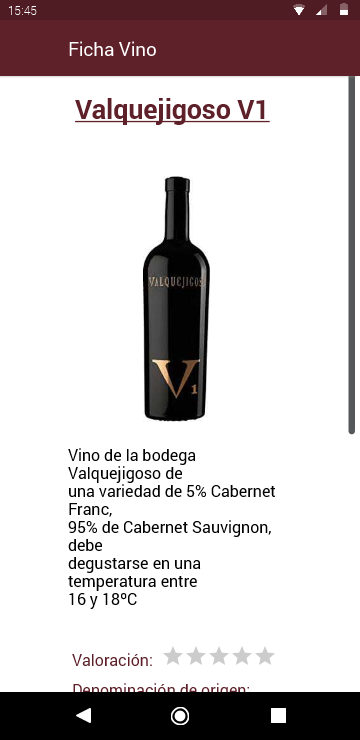 15:45
Ficha Vino
Valquejigoso V1
VALQUEJIGOS
V1
Vino de la bodega
Valquejigoso de
una variedad de 5% Cabernet
Franc,
95% de Cabernet Sauvignon,
debe
degustarse en una
temperatura entre
16 y 18ºC
Valoración:
Denominación de origen: